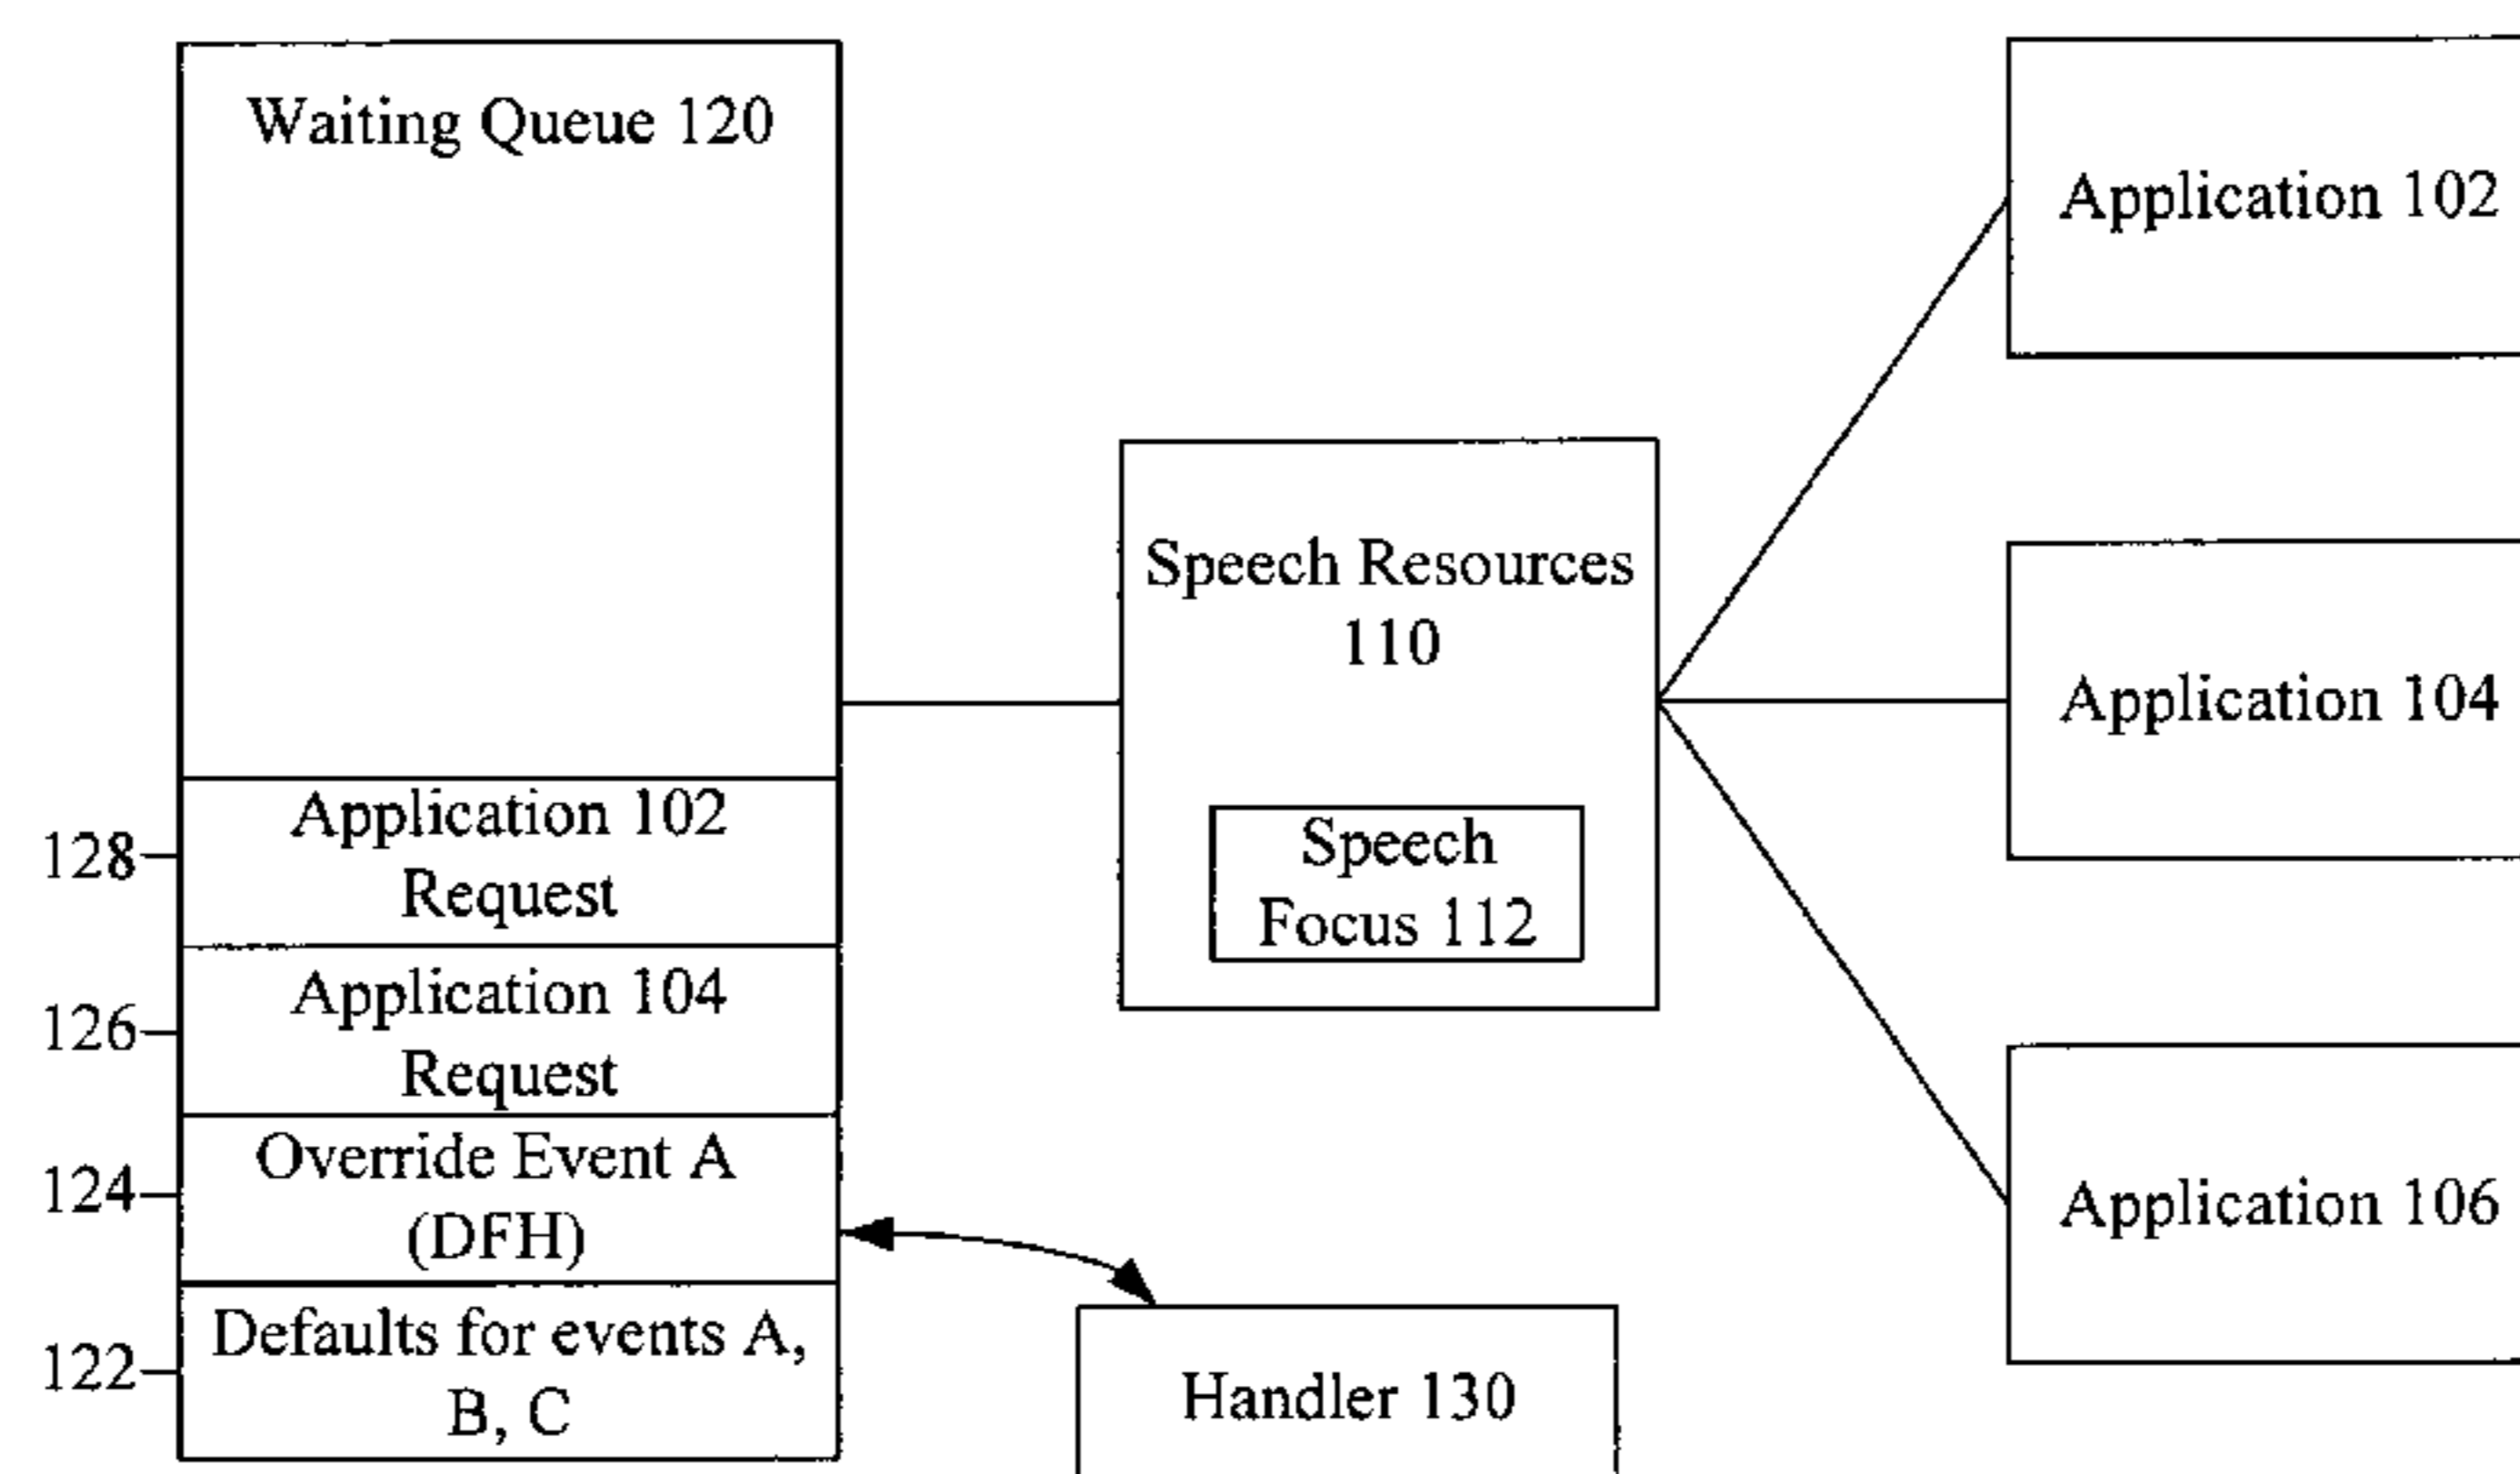 Waiting Queue 120
Application 102
Request
128
Application 104
Request
126
Override Event A
(DFH)
124
Defaults for events A,
B, C
122
Speech Resources
110
Speech
Focus 112
Handler 130
Application 102
Application 104
Application 106